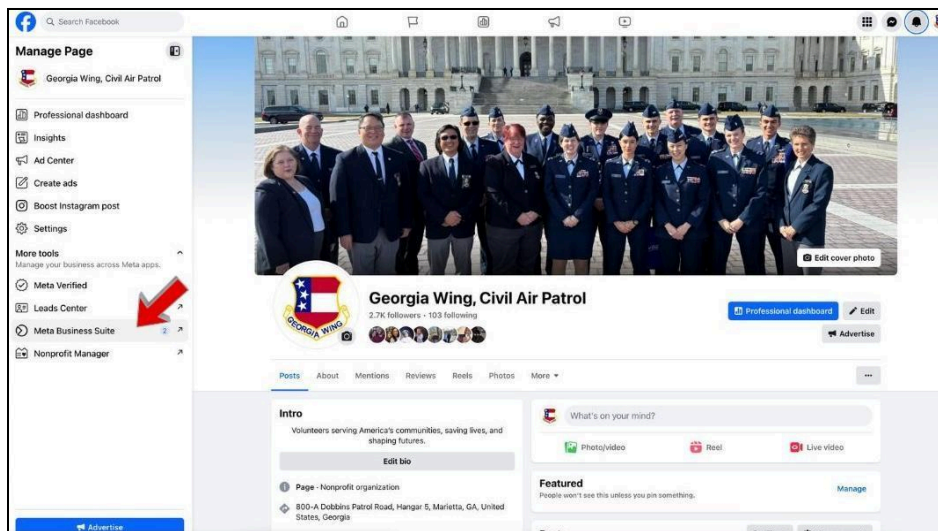 Search Facebook
Manage Page
Georgia Wing, Civil Air Patrol
Professional dashboard
Insights
Ad Center
Create ads
Boost Instagram post
Settings
More tools
Manage your business across Meta apps.
Meta Verified
Leads Center
Meta Business Suite 2
Nonprofit Manager
Advertise
Edit cover photo
GEORGIA WING
Georgia Wing, Civil Air Patrol
2.7K followers · 103 following
Professional dashboard
Edit
Advertise
Posts About Mentions Reviews Reels Photos More
Intro
Volunteers serving America's communities, saving lives, and
shaping futures.
Edit bio
Page · Nonprofit organization
800-A Dobbins Patrol Road, Hangar 5, Marietta, GA, United
States, Georgia
What's on your mind?
Photo/video Reel Live video
Featured
People won't see this unless you pin something.
Manage